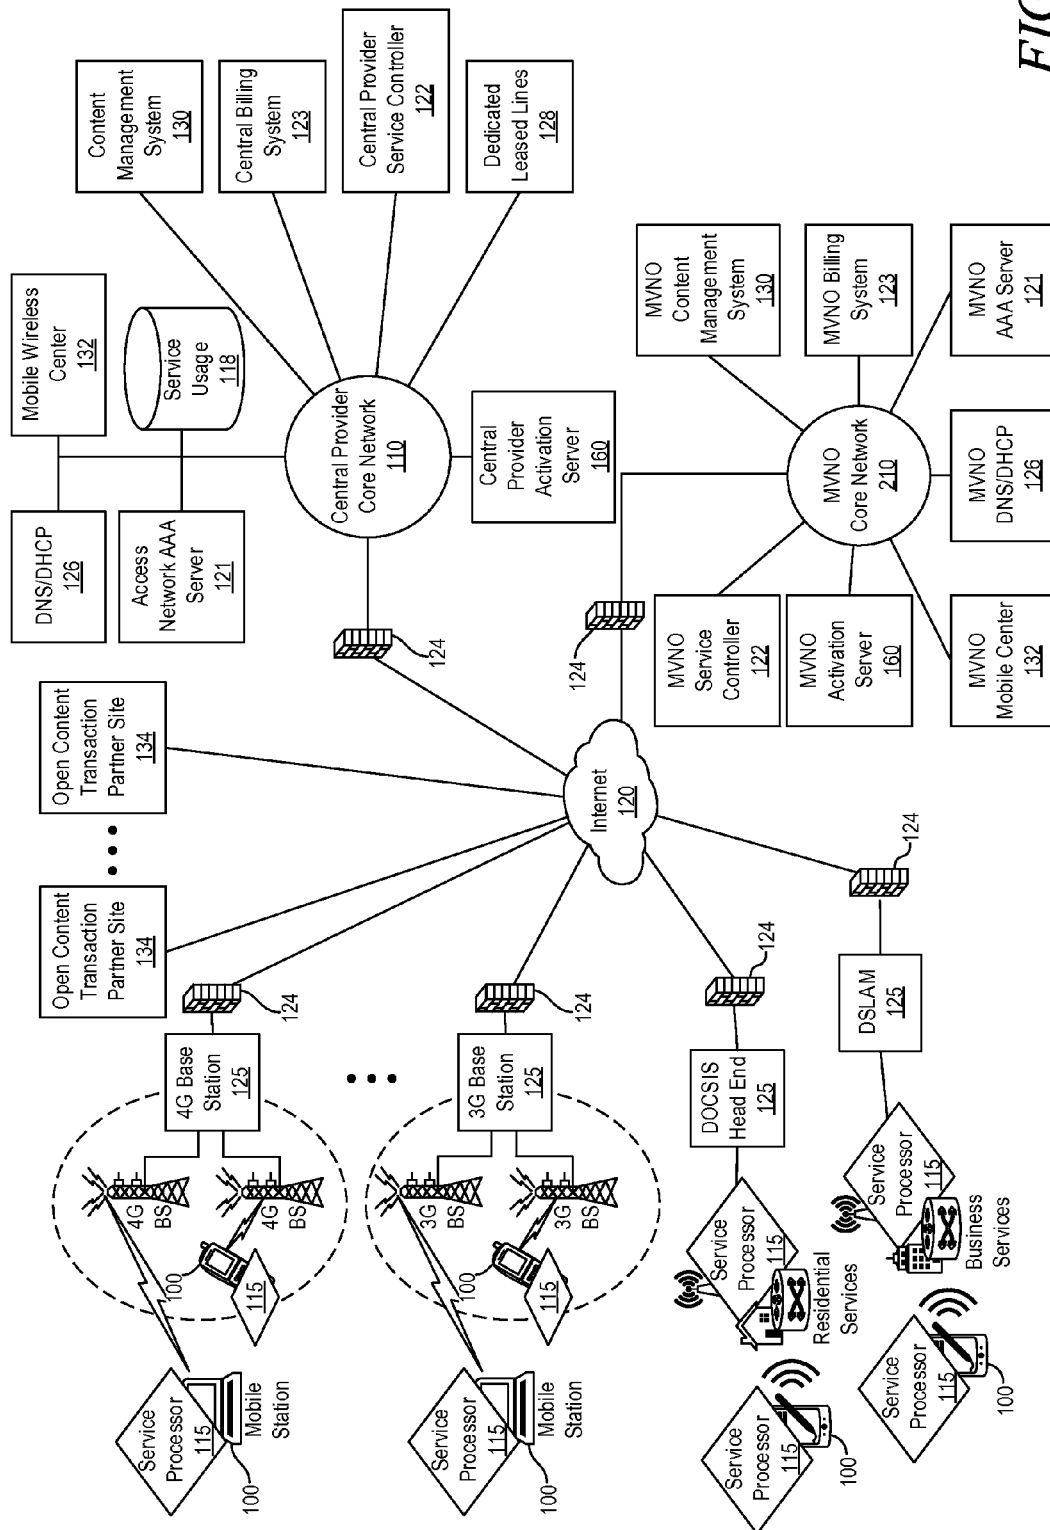 Mobile Wireless
Center
132
DNS/DHCP
126
Service
Usage
118
Access
Network AAA
Server
121
Content
Management
System
130
Central Billing
System
123
Central Provider
Service Controller
122
Dedicated
Leased Lines
128
Central Provider
Core Network
110
Central
Provider
Activation
Server
160
124
Open Content
Transaction
Partner Site
134
Open Content
Transaction
Partner Site
134
Internet
120
124
MVNO
Content
Management
System
130
MVNO Billing
System
123
MVNO
AAA Server
121
MVNO
Core Network
210
MVNO
DNS/DHCP
126
MVNO
Service
Controller
122
MVNO
Activation
Server
160
MVNO
Mobile Center
132
124
4G Base
Station
125
4G
BS
4G
BS
100
115
Service
Processor
115
Mobile
Station
100
124
3G Base
Station
125
3G
BS
3G
BS
100
115
Service
Processor
115
Mobile
Station
100
124
DOCSIS
Head End
125
Service
Processor
115
Residential
Services
Service
Processor
115
100
124
DSLAM
125
Service
Processor
115
Business
Services
Service
Processor
115
100